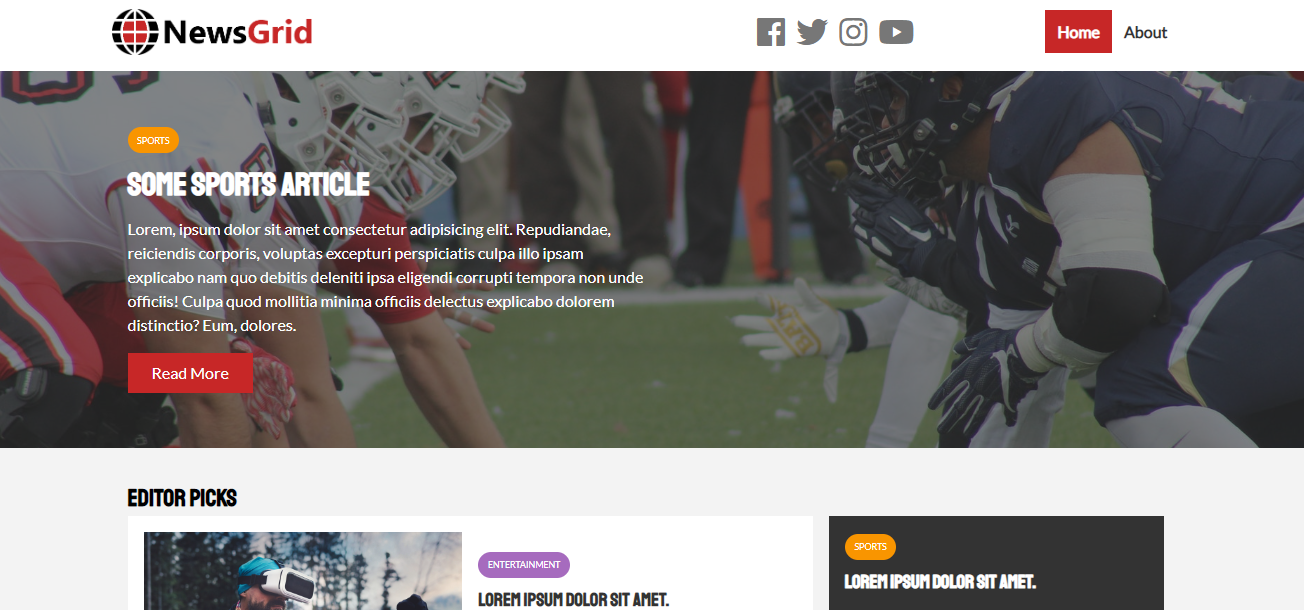 NewsGrid
Home
About
SPORTS
SOME SPORTS ARTICLE
Lorem, ipsum dolor sit amet consectetur adipisicing elit. Repudiandae,
reiciendis corporis, voluptas excepturi perspiciatis culpa illo ipsam
explicabo nam quo debitis deleniti ipsa eligendi corrupti tempora non unde
officiis! Culpa quod mollitia minima officiis delectus explicabo dolorem
distinctio? Eum, dolores.
Read More
EDITOR PICKS
ENTERTAINMENT
LOREM IPSUM DOLOR SIT AMET.
SPORTS
LOREM IPSUM DOLOR SIT AMET.